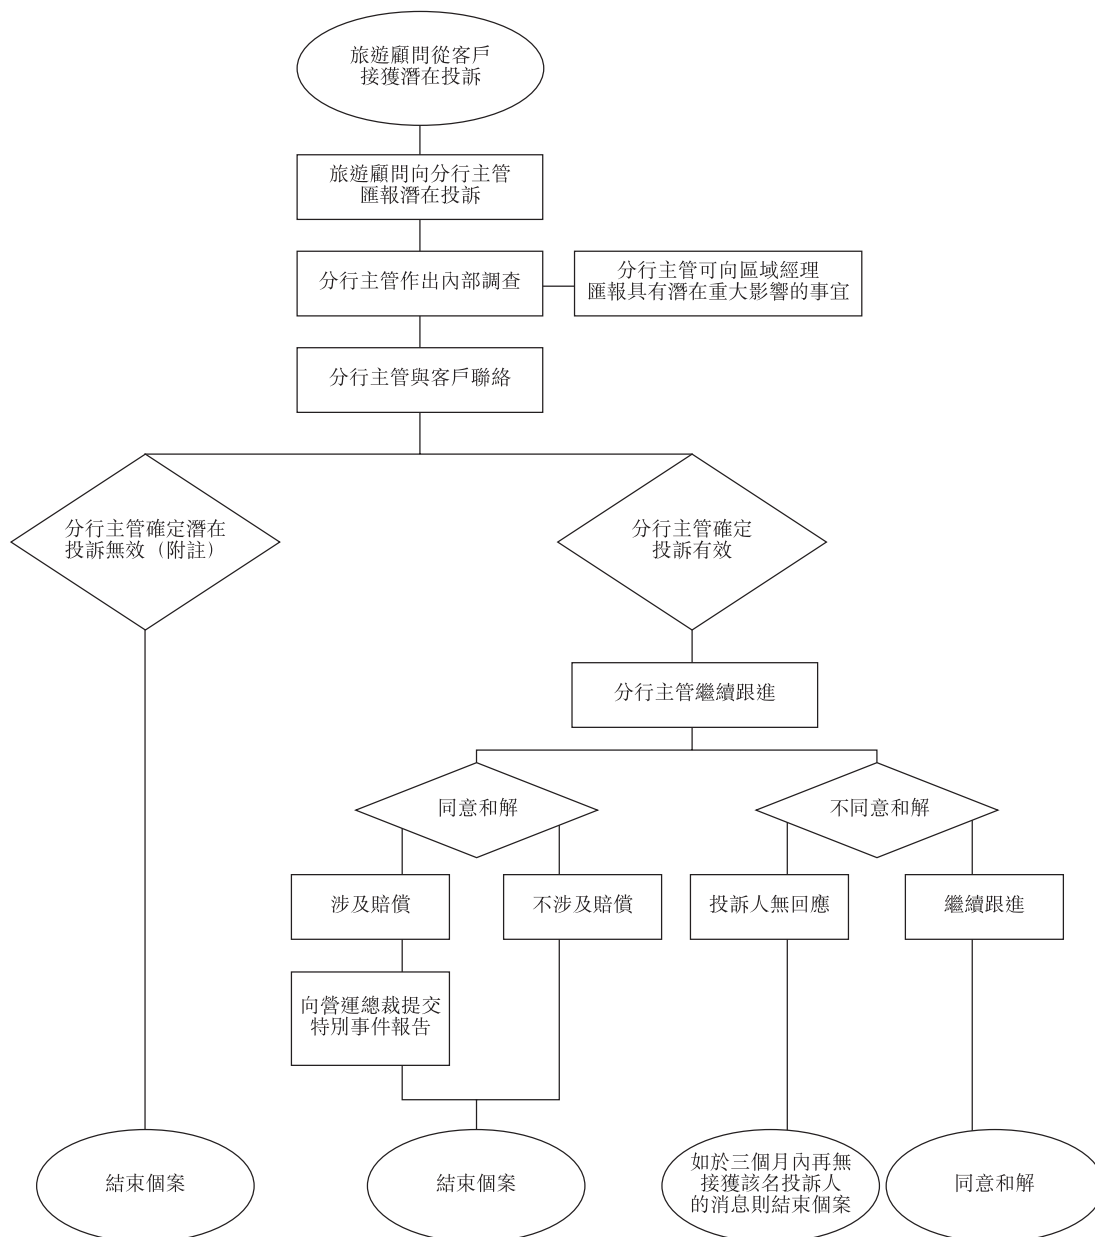 旅遊顧問從客戶
接獲潛在投訴
旅遊顧問向分行主管
匯報潛在投訴
分行主管作出內部調查
分行主管可向區域經理
匯報具有潛在重大影響的事宜
分行主管與客戶聯絡
分行主管確定潛在
投訴無效（附註）
分行主管確定
投訴有效
分行主管繼續跟進
同意和解
不同意和解
涉及賠償
不涉及賠償
投訴人無回應
繼續跟進
向營運總裁提交
特別事件報告
結束個案
結束個案
如於三個月內再無
接獲該名投訴人
的消息則結束個案
同意和解